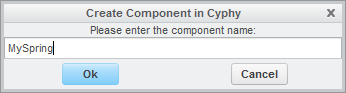 Create Component in Cyphy
Please enter the component name:
MySpring
Ok Cancel